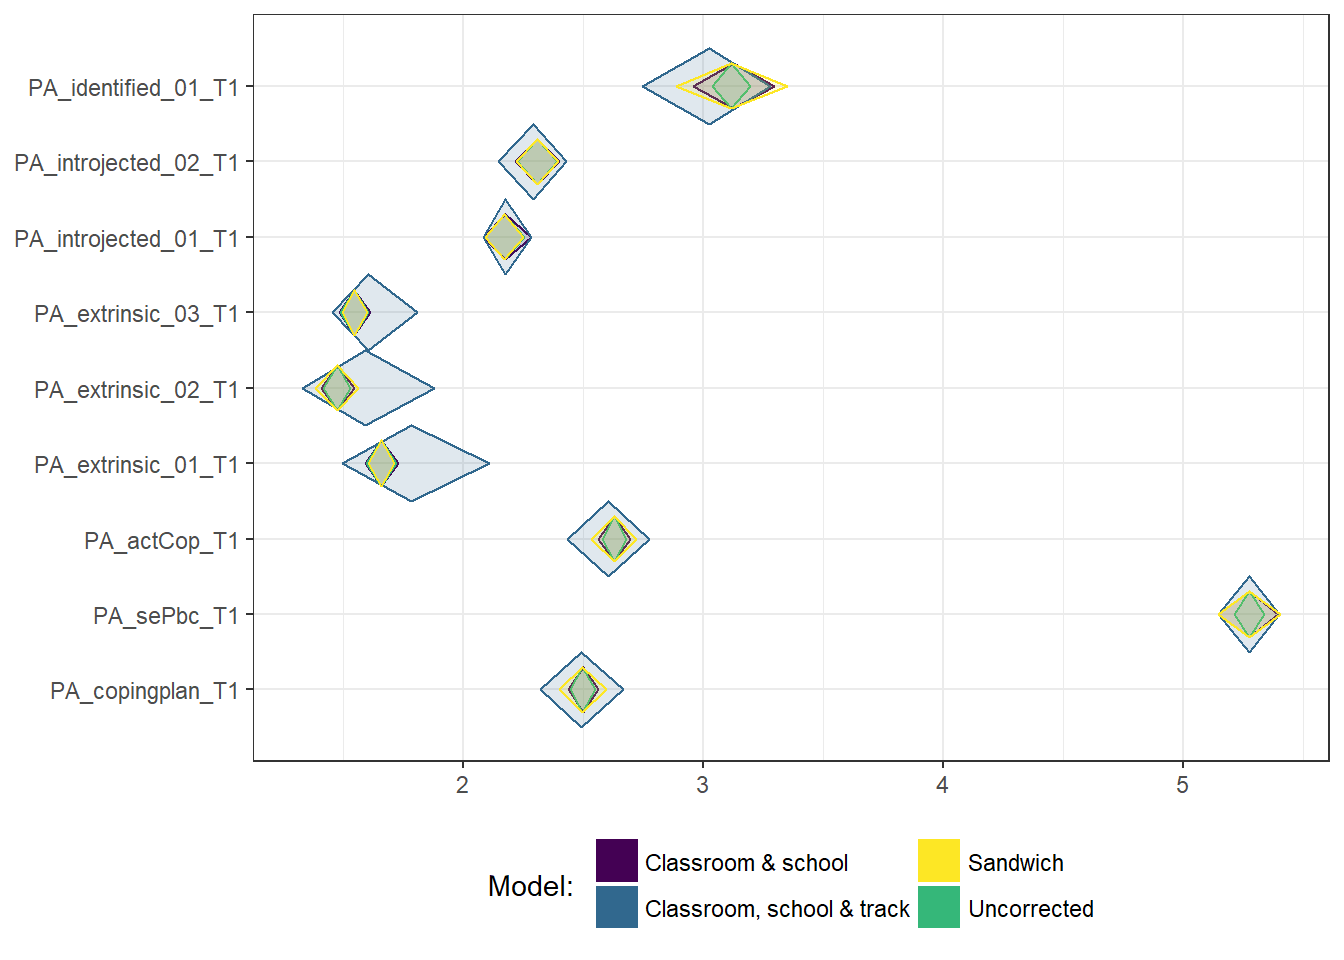 PA_identified_01_T1
PA_introjected_02_T1
PA_introjected_01_T1
PA_extrinsic_03_T1
PA_extrinsic_02_T1
PA_extrinsic_01_T1
PA_actCop_T1
PA_sePbc_T1
PA_copingplan_T1
2 3 4 5
Model:
Classroom & school Sandwich
Classroom, school & track Uncorrected